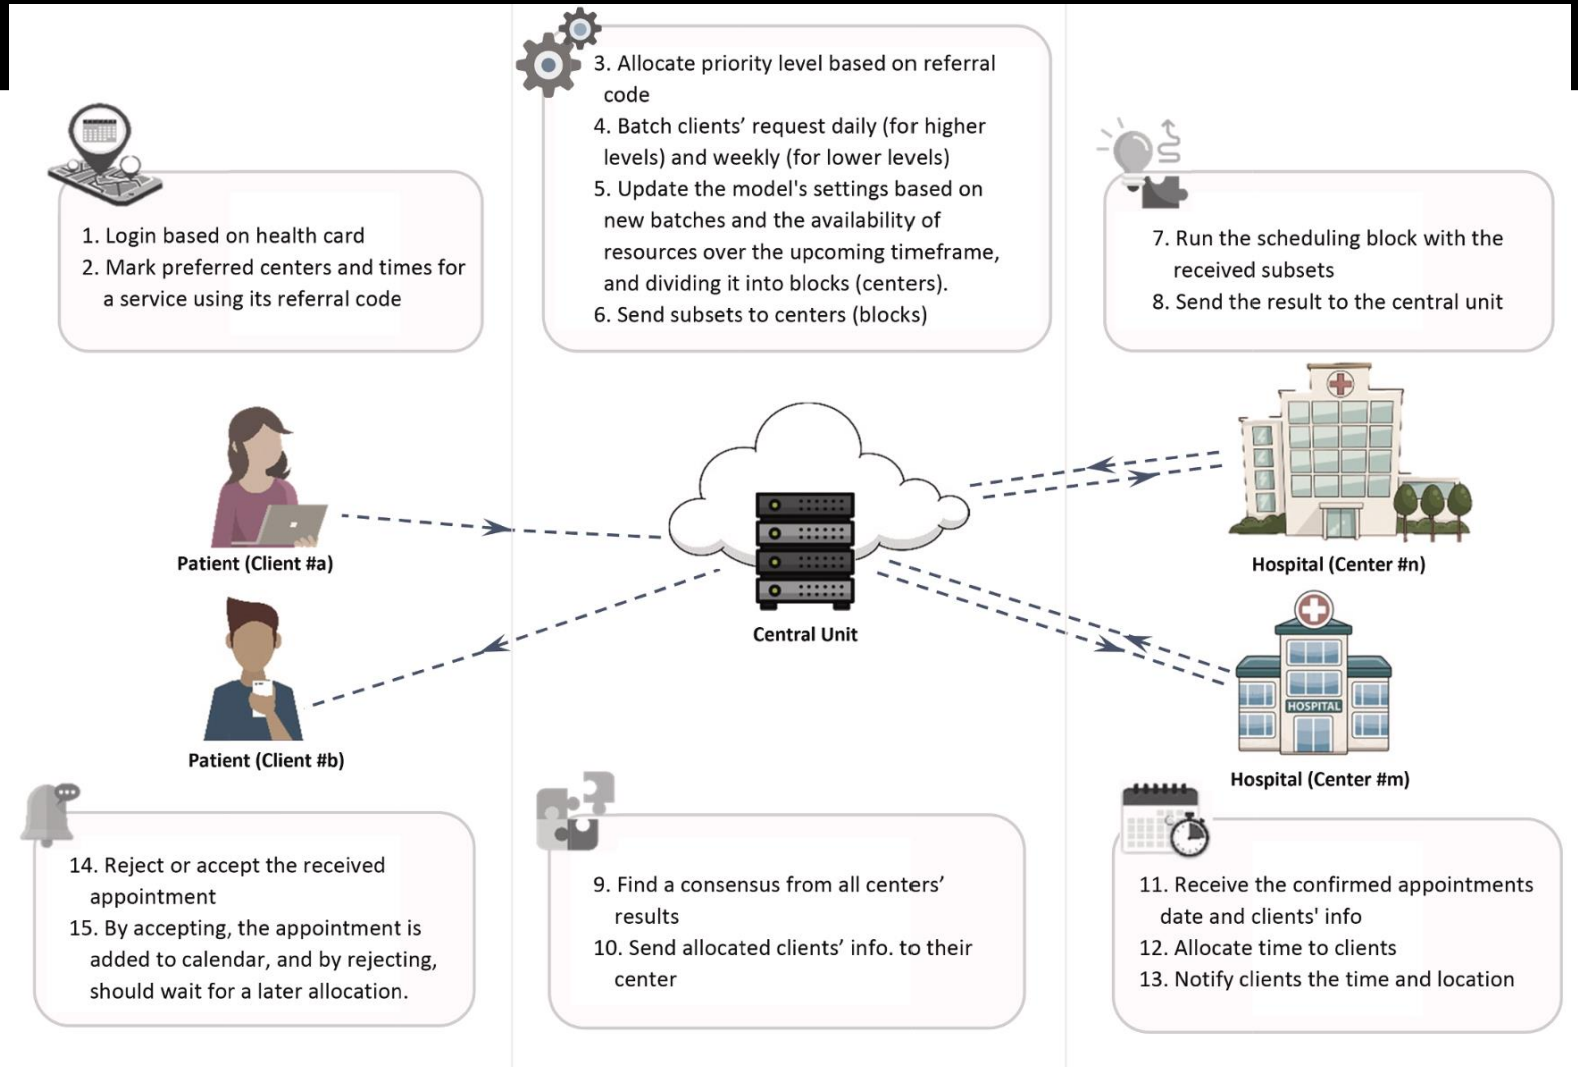 1. Login based on health card
2. Mark preferred centers and times for
a service using its referral code
3. Allocate priority level based on referral
code
4. Batch clients’ request daily (for higher
levels) and weekly (for lower levels)
5. Update the model's settings based on
new batches and the availability of
resources over the upcoming timeframe,
and dividing it into blocks (centers).
6. Send subsets to centers (blocks)
7. Run the scheduling block with the
received subsets
8. Send the result to the central unit
Patient (Client #a)
Hospital (Center #n)
Central Unit
HOSPITAL
Patient (Client #b)
Hospital (Center #m)
9. Find a consensus from all centers’
results
10. Send allocated clients’ info. to their
center
11. Receive the confirmed appointments
date and clients' info
12. Allocate time to clients
13. Notify clients the time and location
14. Reject or accept the received
appointment
15. By accepting, the appointment is
added to calendar, and by rejecting,
should wait for a later allocation.